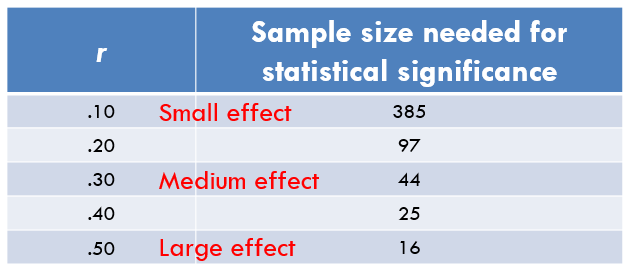 r
Sample size needed for
statistical significance
.10 Small effect 385
.20 97
.30 Medium effect 44
.40 25
.50 Large effect 16